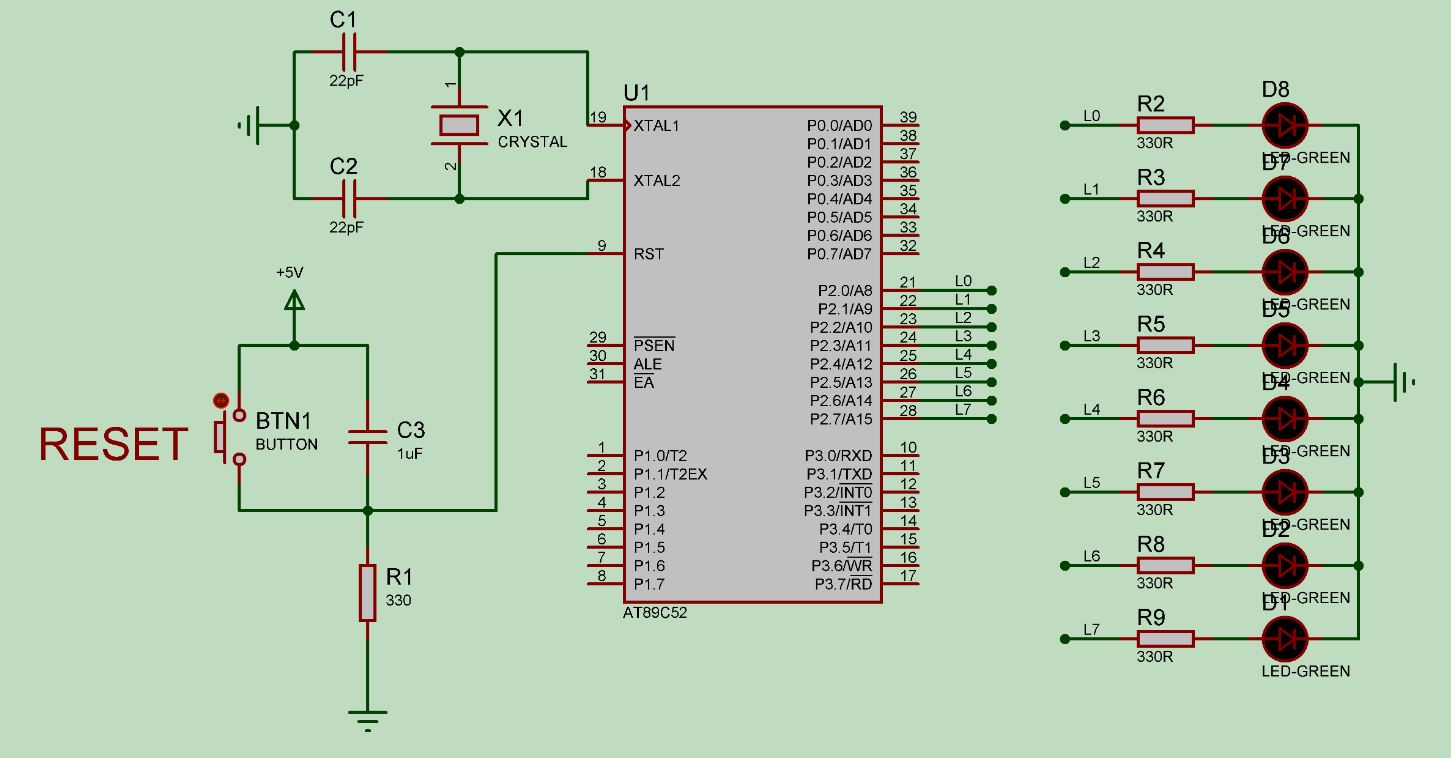 C1
22pF
1
X1
CRYSTAL
2
C2
22pF
+5V
RESET
BTN1
BUTTON
C3
1uF
R1
330
U1
19 XTAL1
18 XTAL2
9 RST
29 PSEN
30 ALE
31 EA
1 P1.0/T2
2 P1.1/T2EX
3 P1.2
4 P1.3
5 P1.4
6 P1.5
7 P1.6
8 P1.7
P0.0/AD0 39
P0.1/AD1 38
P0.2/AD2 37
P0.3/AD3 36
P0.4/AD4 35
P0.5/AD5 34
P0.6/AD6 33
P0.7/AD7 32
P2.0/A8 21 L0
P2.1/A9 22 L1
P2.2/A10 23 L2
P2.3/A11 24 L3
P2.4/A12 25 L4
P2.5/A13 26 L5
P2.6/A14 27 L6
P2.7/A15 28 L7
P3.0/RXD 10
P3.1/TXD 11
P3.2/INT0 12
P3.3/INT1 13
P3.4/T0 14
P3.5/T1 15
P3.6/WR 16
P3.7/RD 17
AT89C52
L0 R2 D8
330R LED-GREEN
L1 R3 D7
330R LED-GREEN
L2 R4 D6
330R LED-GREEN
L3 R5 D5
330R LED-GREEN
L4 R6 D4
330R LED-GREEN
L5 R7 D3
330R LED-GREEN
L6 R8 D2
330R LED-GREEN
L7 R9 D1
330R LED-GREEN